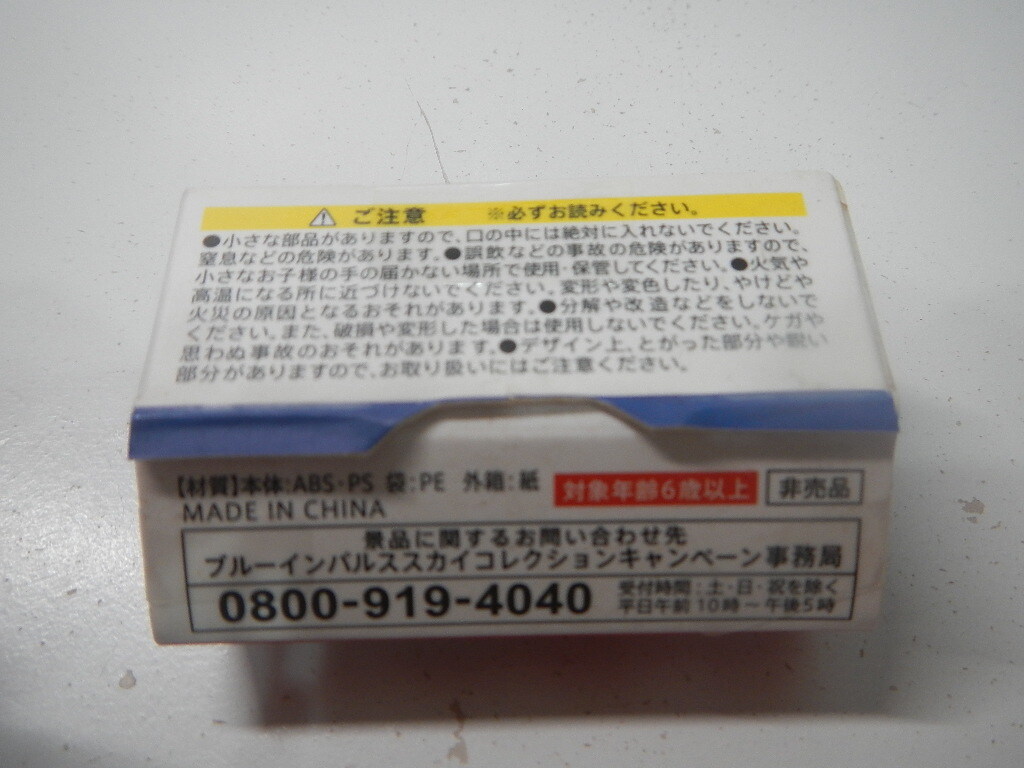 ご注意 ※必ずお読みください。
●小さな部品がありますので、口の中には絶対に入れないでください。
窒息などの危険があります。●誤飲などの事故の危険がありますので、
小さなお子様の手の届かない場所で使用・保管してください。●火気や
高温になる所に近づけないでください。変形や変色したり、やけどや
火災の原因となるおそれがあります。●分解や改造などをしないで
ください。また、破損や変形した場合は使用しないでください。ケガや
思わぬ事故のおそれがあります。●デザイン上、とがった部分や鋭い
部分がありますので、お取り扱いにはご注意ください。
【材質】本体:ABS・PS 袋:PE 外箱:紙 対象年齢6歳以上 非売品
MADE IN CHINA
景品に関するお問い合わせ先
ブルーインパルススカイコレクションキャンペーン事務局
0800-919-4040 受付時間:土・日・祝を除く
平日午前10時～午後5時